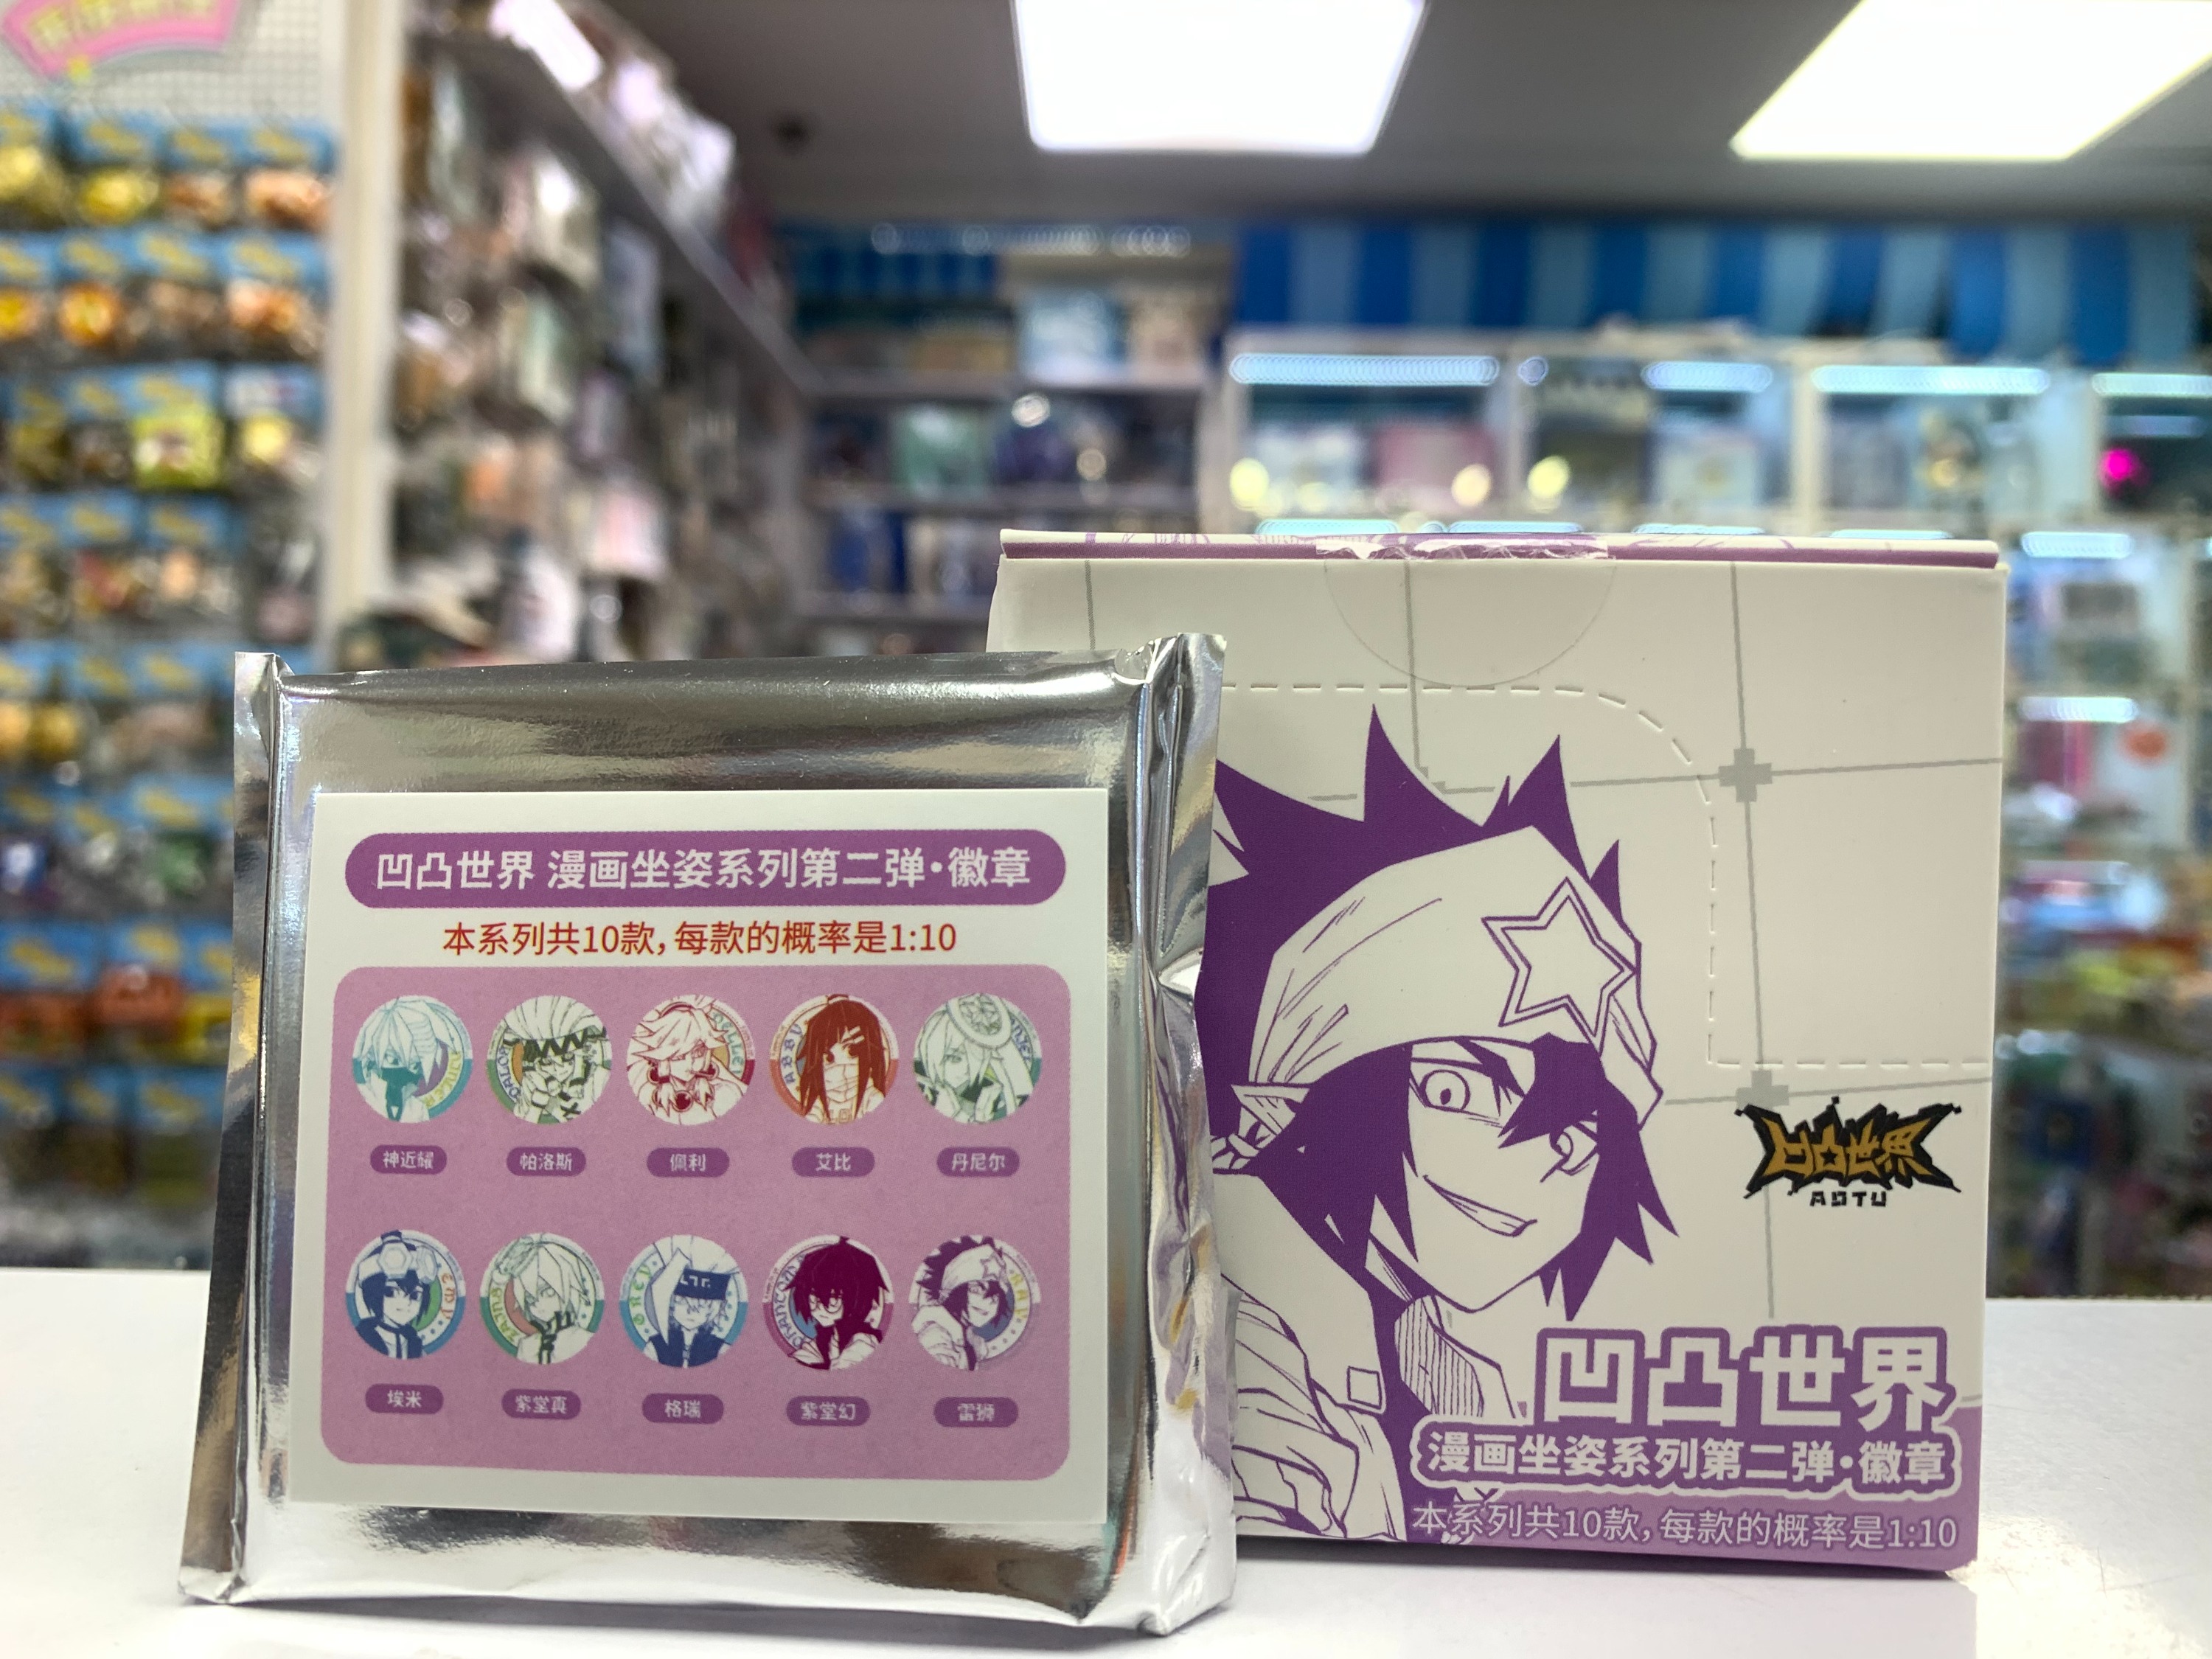 凹凸世界 漫画坐姿系列第二弹·徽章
本系列共10款，每款的概率是1:10
神近耀
帕洛斯
佩利
艾比
丹尼尔
埃米
紫堂真
格瑞
紫堂幻
雷狮
凹凸世界
AOTU
凹凸世界
漫画坐姿系列第二弹·徽章
本系列共10款，每款的概率是1:10